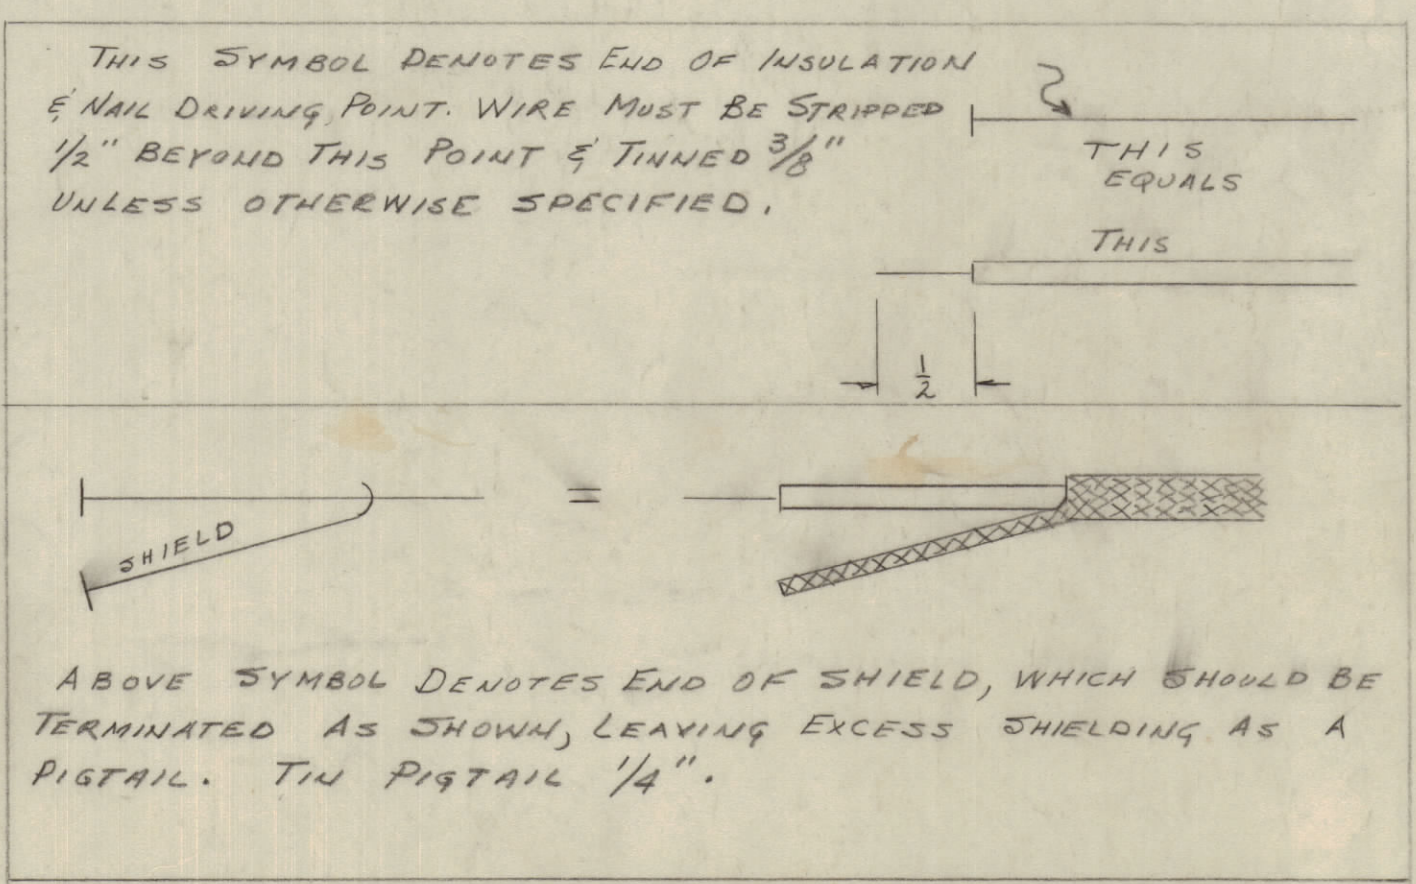 THIS SYMBOL DENOTES END OF INSULATION
& NAIL DRIVING POINT. WIRE MUST BE STRIPPED
1/2" BEYOND THIS POINT & TINNED 3/8"
UNLESS OTHERWISE SPECIFIED.
THIS
EQUALS
THIS
1/2
SHIELD
=
ABOVE SYMBOL DENOTES END OF SHIELD, WHICH SHOULD BE
TERMINATED AS SHOWN, LEAVING EXCESS SHIELDING AS A
PIGTAIL. TIN PIGTAIL 1/4".